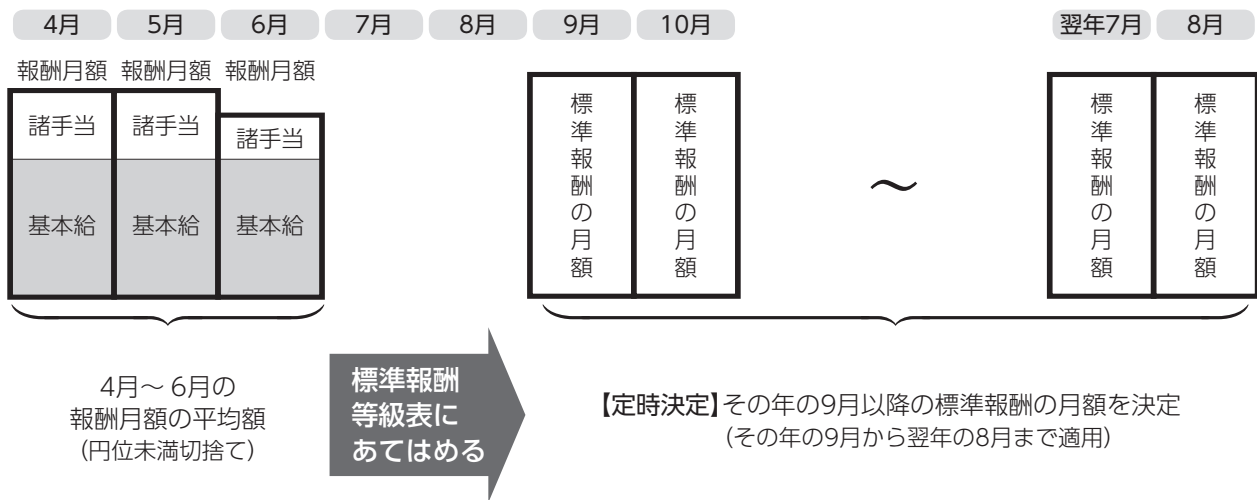 4月 5月 6月 7月 8月 9月 10月 翌年7月 8月
報酬月額 報酬月額 報酬月額
諸手当 諸手当 諸手当
基本給 基本給 基本給
標準報酬の月額
標準報酬の月額
～
標準報酬の月額
標準報酬の月額
4月～6月の
報酬月額の平均額
(円位未満切捨て)
標準報酬
等級表に
あてはめる
【定時決定】その年の9月以降の標準報酬の月額を決定
(その年の9月から翌年の8月まで適用)